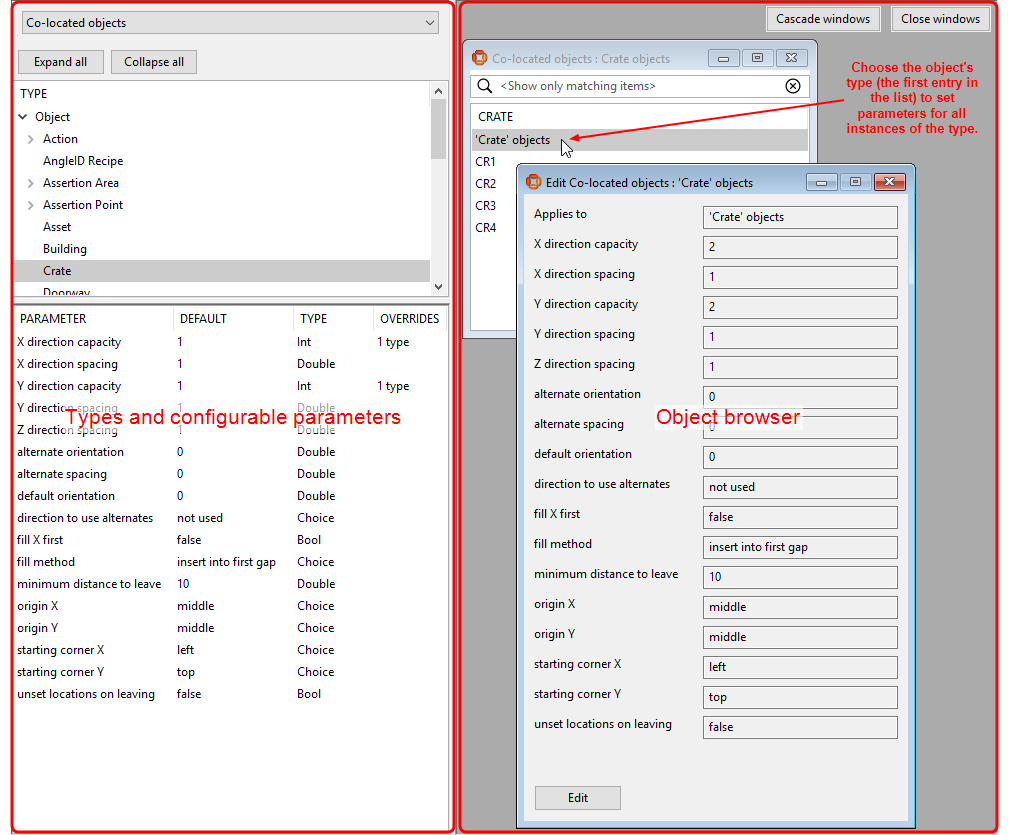 Co-located objects
Expand all
Collapse all
TYPE
Object
Action
AngleID Recipe
Assertion Area
Assertion Point
Asset
Building
Crate
Doorway
PARAMETER DEFAULT TYPE OVERRIDES
X direction capacity 1 Int 1 type
X direction spacing 1 Double
Y direction capacity 1 Int 1 type
Y direction spacing 1 Double
Types and configurable parameters
Z direction spacing 1 Double
alternate orientation 0 Double
alternate spacing 0 Double
default orientation 0 Double
direction to use alternates not used Choice
fill X first false Bool
fill method insert into first gap Choice
minimum distance to leave 10 Double
origin X middle Choice
origin Y middle Choice
starting corner X left Choice
starting corner Y top Choice
unset locations on leaving false Bool
Cascade windows
Close windows
Co-located objects : Crate objects
<Show only matching items>
CRATE
'Crate' objects
CR1
CR2
CR3
CR4
Choose the object's
type (the first entry in
the list) to set
parameters for all
instances of the type.
Edit Co-located objects : 'Crate' objects
Applies to 'Crate' objects
X direction capacity 2
X direction spacing 1
Y direction capacity 2
Y direction spacing 1
Z direction spacing 1
alternate orientation 0
Object browser
alternate spacing 0
default orientation 0
direction to use alternates not used
fill X first false
fill method insert into first gap
minimum distance to leave 10
origin X middle
origin Y middle
starting corner X left
starting corner Y top
unset locations on leaving false
Edit